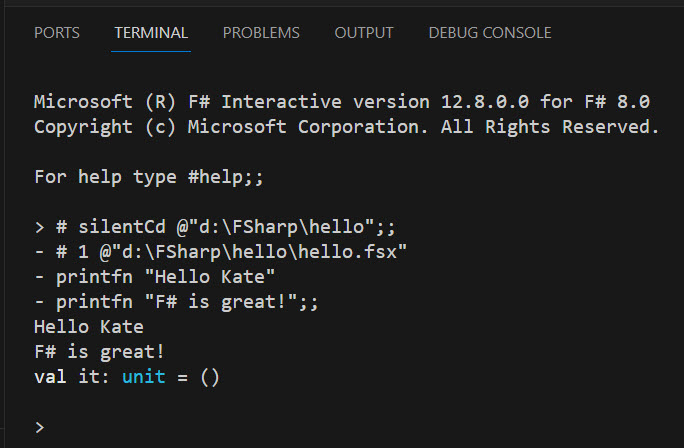 PORTS TERMINAL PROBLEMS OUTPUT DEBUG CONSOLE
Microsoft (R) F# Interactive version 12.8.0.0 for F# 8.0
Copyright (c) Microsoft Corporation. All Rights Reserved.
For help type #help;;
> # silentCd @"d:\FSharp\hello";;
- # 1 @"d:\FSharp\hello\hello.fsx"
- printfn "Hello Kate"
- printfn "F# is great!";;
Hello Kate
F# is great!
val it: unit = ()
>